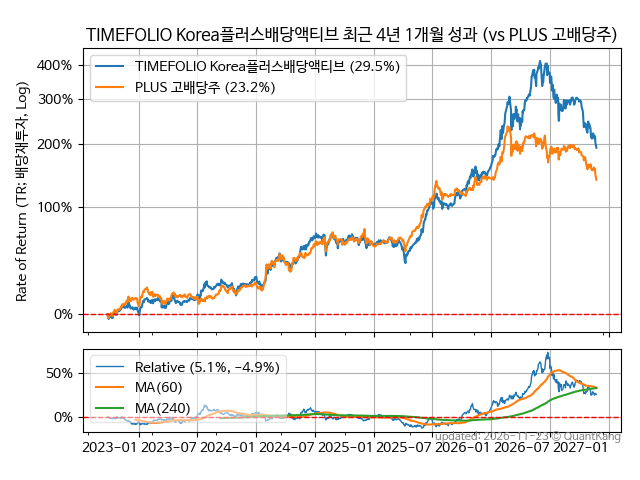 TIMEFOLIO Korea플러스배당액티브 최근 4년 1개월 성과 (vs PLUS 고배당주)
Rate of Return (TR: 배당재투자, Log)
400%
300%
200%
100%
0%
TIMEFOLIO Korea플러스배당액티브 (29.5%)
PLUS 고배당주 (23.2%)
50%
0%
Relative (5.1%, −4.9%)
MA(60)
MA(240)
updated: 2026-11-23 © QuantKang
2023-01 2023-07 2024-01 2024-07 2025-01 2025-07 2026-01 2026-07 2027-01